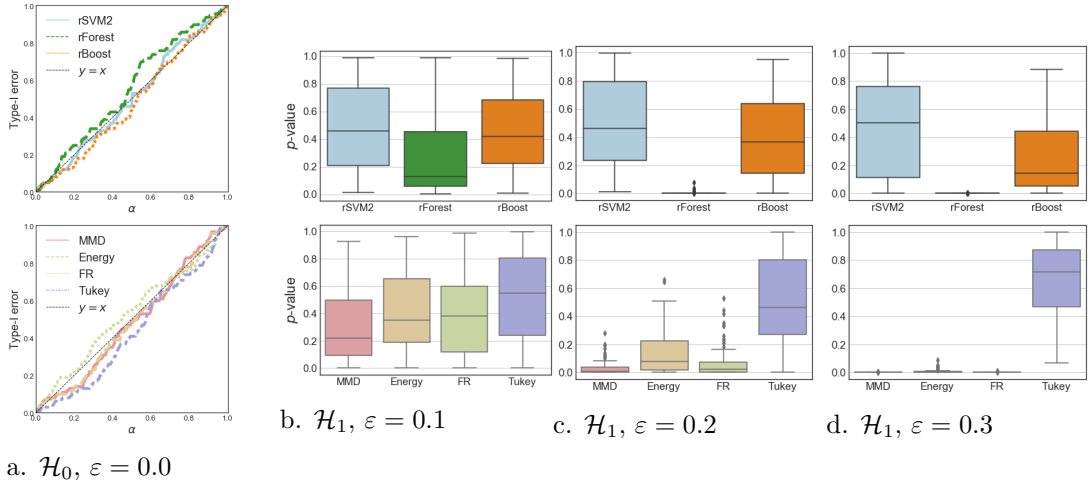 1.0
0.8
0.6
0.4
0.2
0.0
Type-I error
rSVM2
rForest
rBoost
y = x
0.0 0.2 0.4 0.6 0.8 1.0
α
1.0
0.8
0.6
0.4
0.2
0.0
Type-I error
MMD
Energy
FR
Tukey
y = x
0.0 0.2 0.4 0.6 0.8 1.0
α
a. ℋ₀, ε = 0.0
1.0
0.8
0.6
0.4
0.2
0.0
p-value
rSVM2 rForest rBoost
1.0
0.8
0.6
0.4
0.2
0.0
p-value
MMD Energy FR Tukey
b. ℋ₁, ε = 0.1
1.0
0.8
0.6
0.4
0.2
0.0
rSVM2 rForest rBoost
1.0
0.8
0.6
0.4
0.2
0.0
MMD Energy FR Tukey
c. ℋ₁, ε = 0.2
1.0
0.8
0.6
0.4
0.2
0.0
rSVM2 rForest rBoost
1.0
0.8
0.6
0.4
0.2
0.0
MMD Energy FR Tukey
d. ℋ₁, ε = 0.3